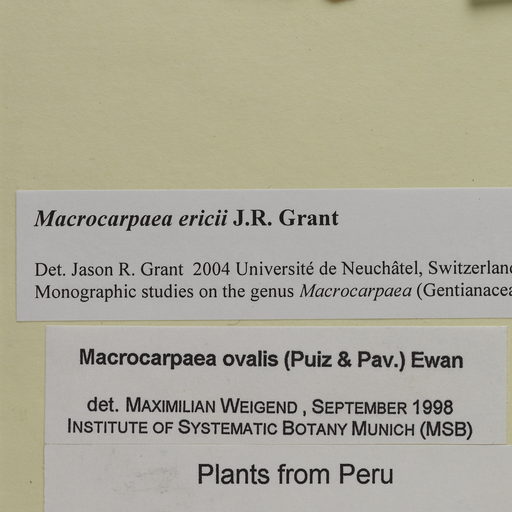 Macrocarpaea ericii J.R. Grant
Det. Jason R. Grant 2004 Université de Neuchâtel, Switzerland
Monographic studies on the genus Macrocarpaea (Gentianacea
Macrocarpaea ovalis (Puiz & Pav.) Ewan
det. MAXIMILIAN WEIGEND , SEPTEMBER 1998
INSTITUTE OF SYSTEMATIC BOTANY MUNICH (MSB)
Plants from Peru